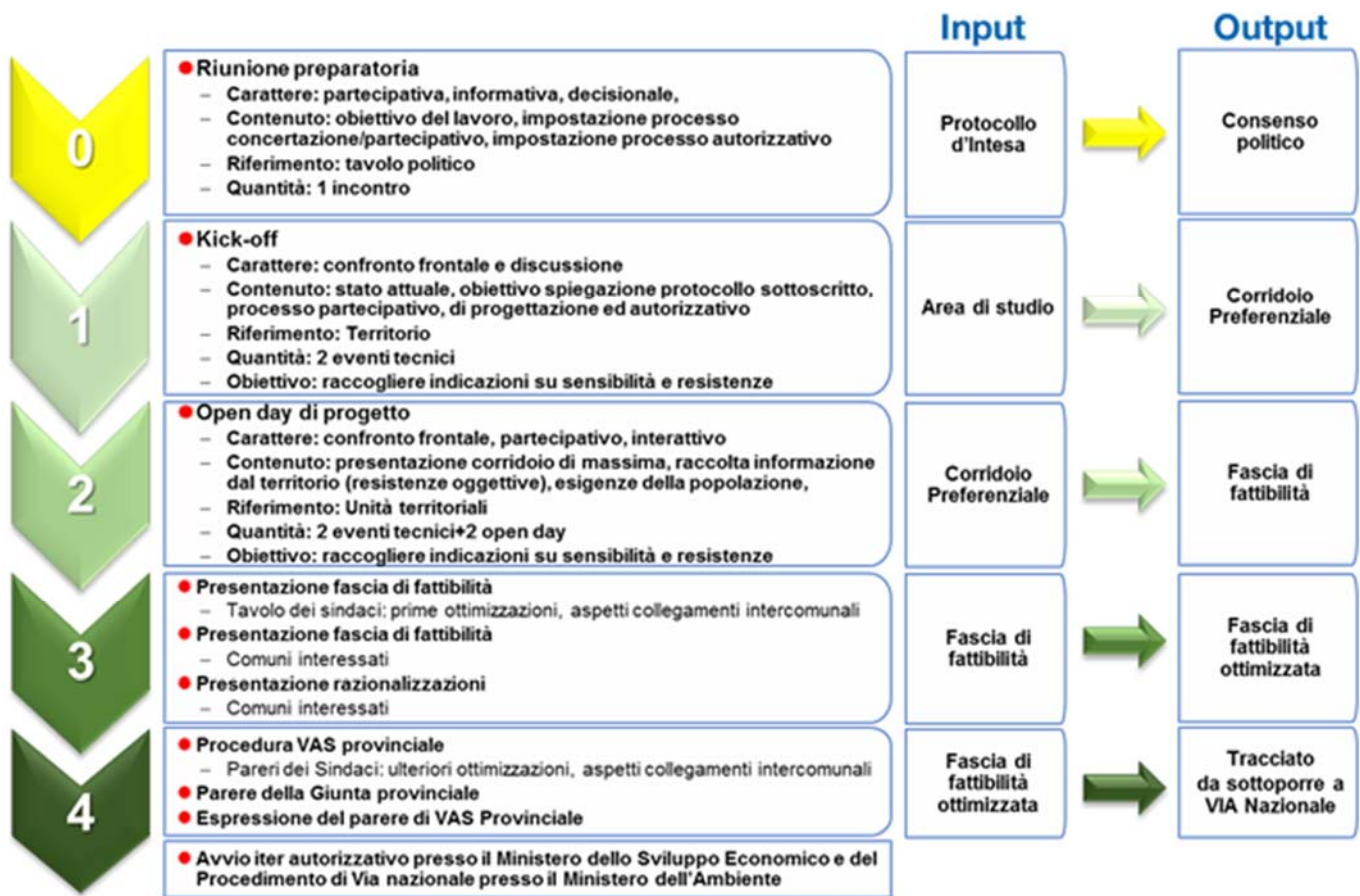 Input
Output
0
● Riunione preparatoria
– Carattere: partecipativa, informativa, decisionale,
– Contenuto: obiettivo del lavoro, impostazione processo
concertazione/partecipativo, impostazione processo autorizzativo
– Riferimento: tavolo politico
– Quantità: 1 incontro
Protocollo
d'Intesa
Consenso
politico
1
● Kick-off
– Carattere: confronto frontale e discussione
– Contenuto: stato attuale, obiettivo spiegazione protocollo sottoscritto,
processo partecipativo, di progettazione ed autorizzativo
– Riferimento: Territorio
– Quantità: 2 eventi tecnici
– Obiettivo: raccogliere indicazioni su sensibilità e resistenze
Area di studio
Corridoio
Preferenziale
2
● Open day di progetto
– Carattere: confronto frontale, partecipativo, interattivo
– Contenuto: presentazione corridoio di massima, raccolta informazione
dal territorio (resistenze oggettive), esigenze della popolazione,
– Riferimento: Unità territoriali
– Quantità: 2 eventi tecnici+2 open day
– Obiettivo: raccogliere indicazioni su sensibilità e resistenze
Corridoio
Preferenziale
Fascia di
fattibilità
3
● Presentazione fascia di fattibilità
– Tavolo dei sindaci: prime ottimizzazioni, aspetti collegamenti intercomunali
● Presentazione fascia di fattibilità
– Comuni interessati
● Presentazione razionalizzazioni
– Comuni interessati
Fascia di
fattibilità
Fascia di
fattibilità
ottimizzata
4
● Procedura VAS provinciale
– Pareri dei Sindaci: ulteriori ottimizzazioni, aspetti collegamenti intercomunali
● Parere della Giunta provinciale
● Espressione del parere di VAS Provinciale
Fascia di
fattibilità
ottimizzata
Tracciato
da sottoporre a
VIA Nazionale
● Avvio iter autorizzativo presso il Ministero dello Sviluppo Economico e del
Procedimento di Via nazionale presso il Ministero dell'Ambiente